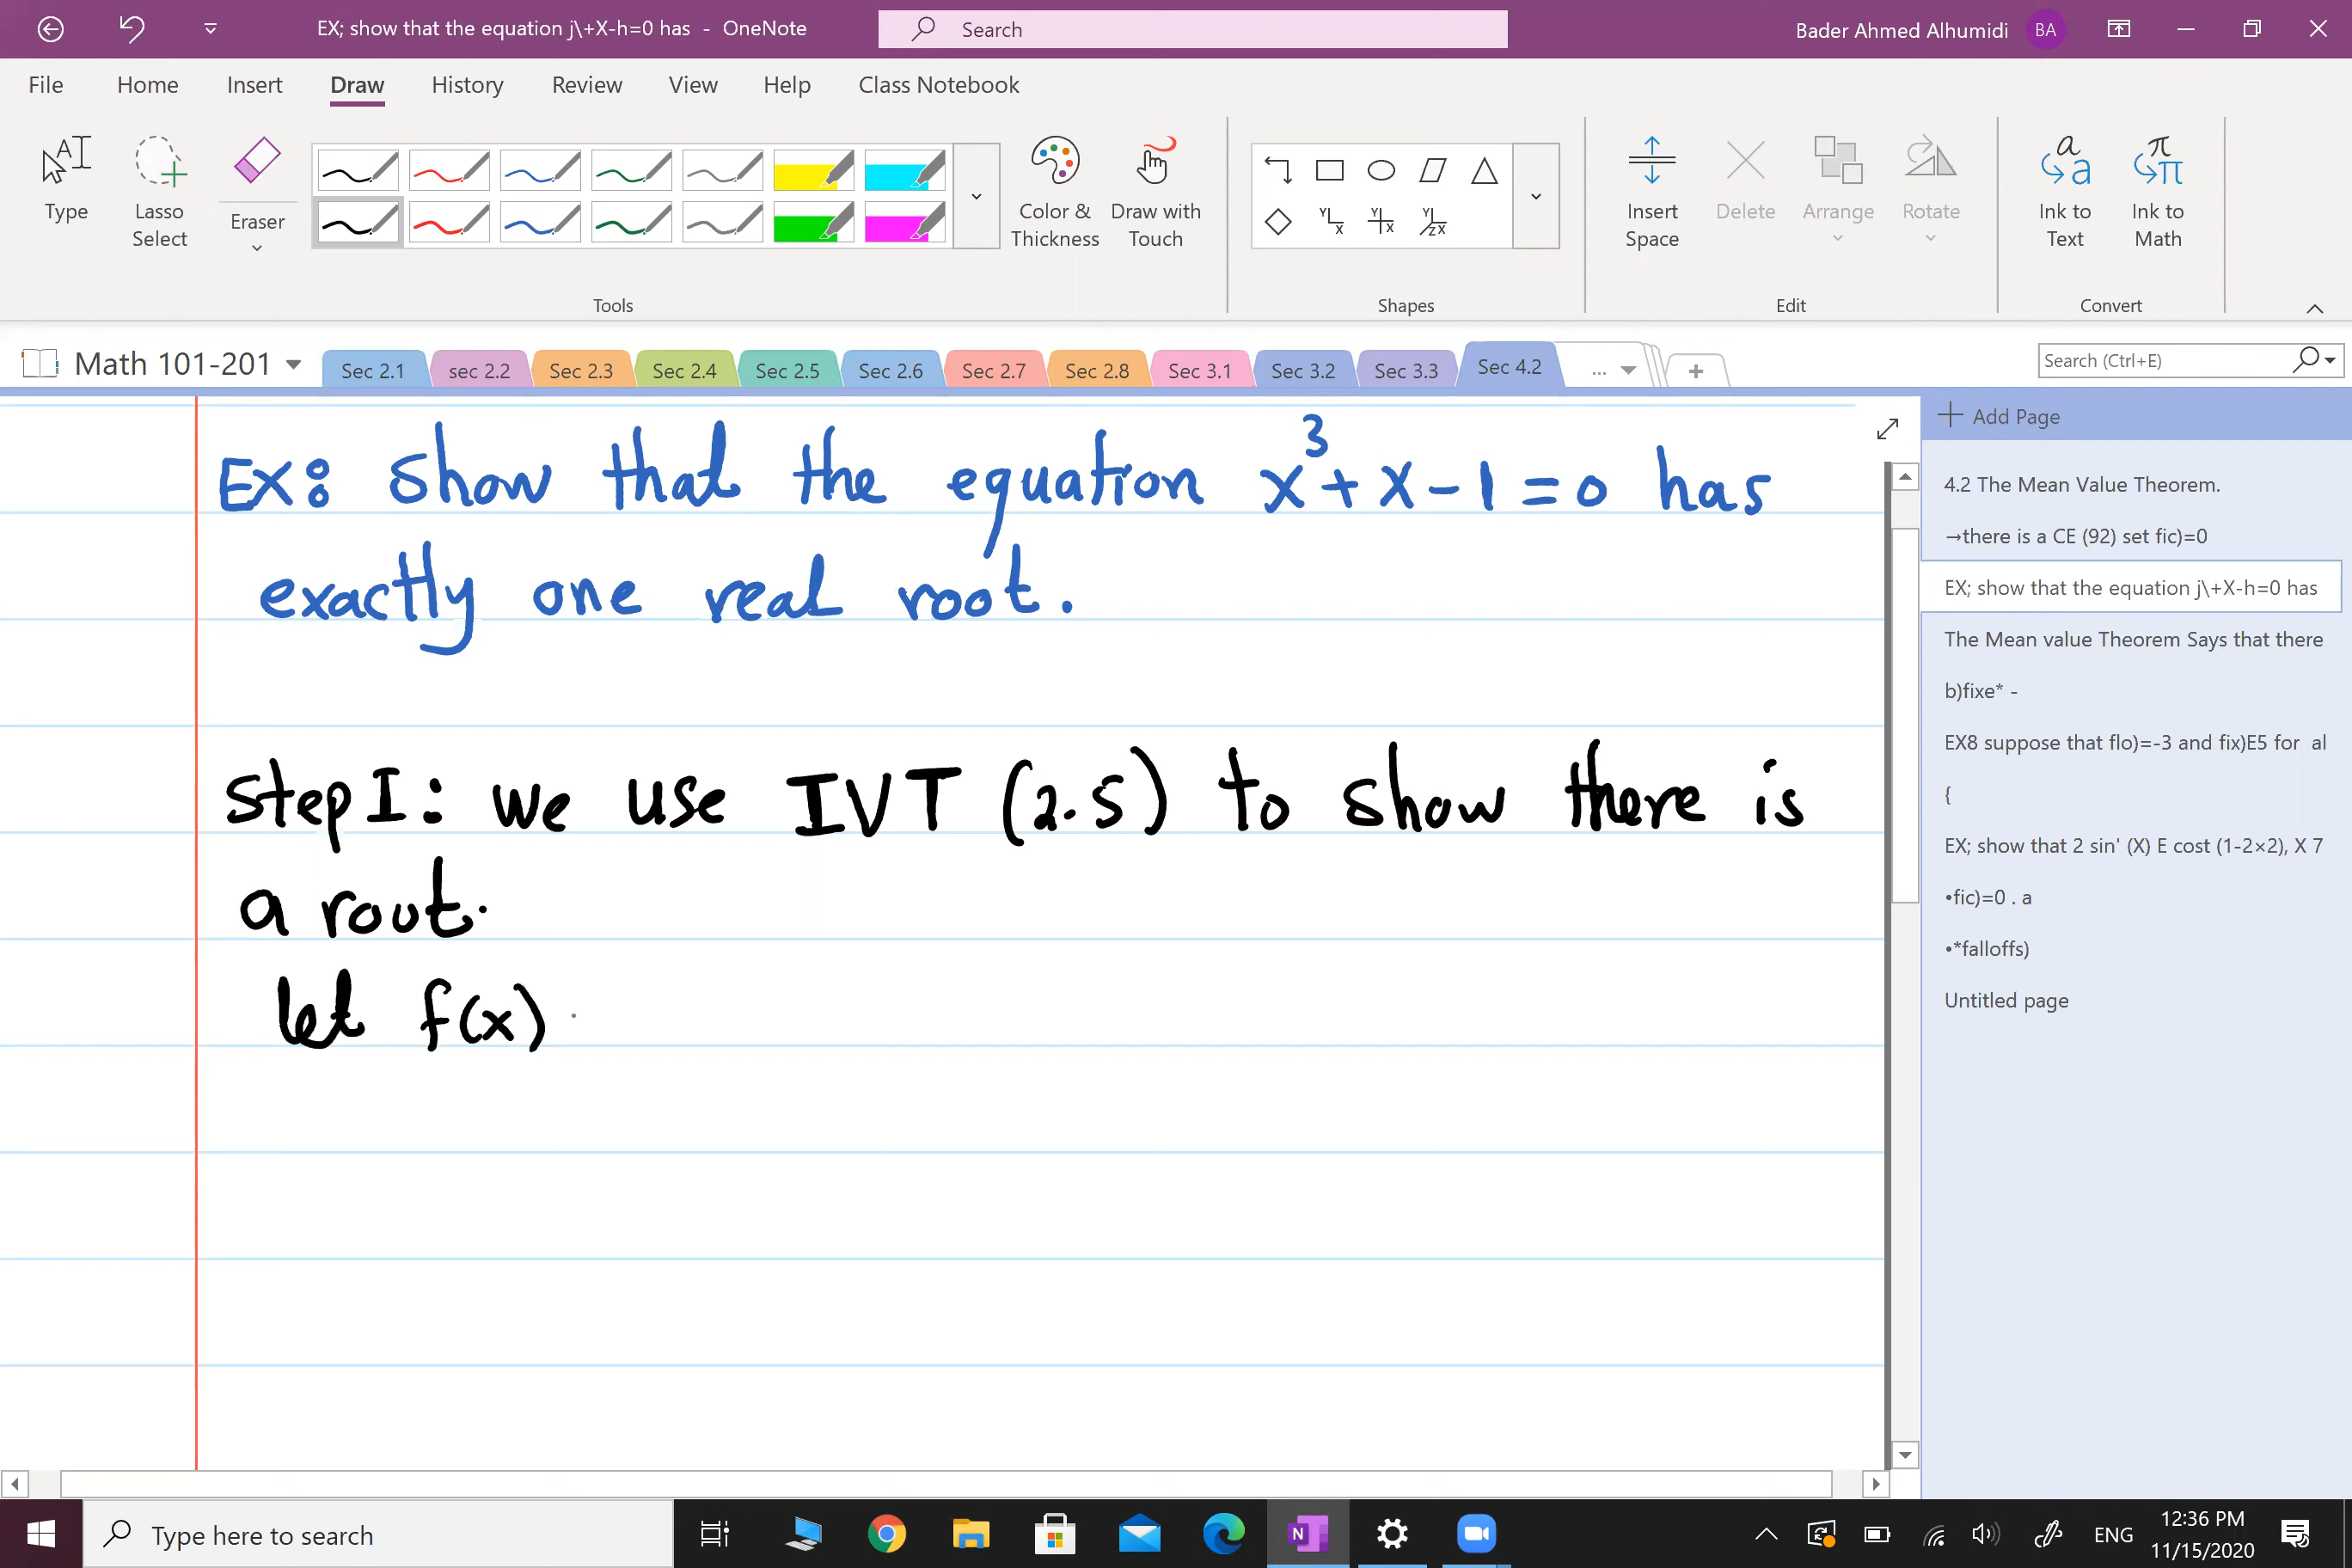 EX; show that the equation j\+X-h=0 has - OneNote
Search
Bader Ahmed Alhumidi BA
File Home Insert Draw History Review View Help Class Notebook
Type
Lasso Select
Eraser
Color & Thickness
Draw with Touch
Insert Space
Delete
Arrange
Rotate
Ink to Text
Ink to Math
Tools Shapes Edit Convert
Math 101-201 Sec 2.1 sec 2.2 Sec 2.3 Sec 2.4 Sec 2.5 Sec 2.6 Sec 2.7 Sec 2.8 Sec 3.1 Sec 3.2 Sec 3.3 Sec 4.2 ... +
Search (Ctrl+E)
EX: show that the equation x³+x-1=0 has
exactly one real root.
step I: we use IVT (2.5) to show there is
a root.
let f(x)
Add Page
4.2 The Mean Value Theorem.
→there is a CE (92) set fic)=0
EX; show that the equation j\+X-h=0 has
The Mean value Theorem Says that there
b)fixe* -
EX8 suppose that flo)=-3 and fix)E5 for al
{
EX; show that 2 sin' (X) E cost (1-2×2), X 7
•fic)=0 . a
•*falloffs)
Untitled page
Type here to search
ENG
12:36 PM
11/15/2020